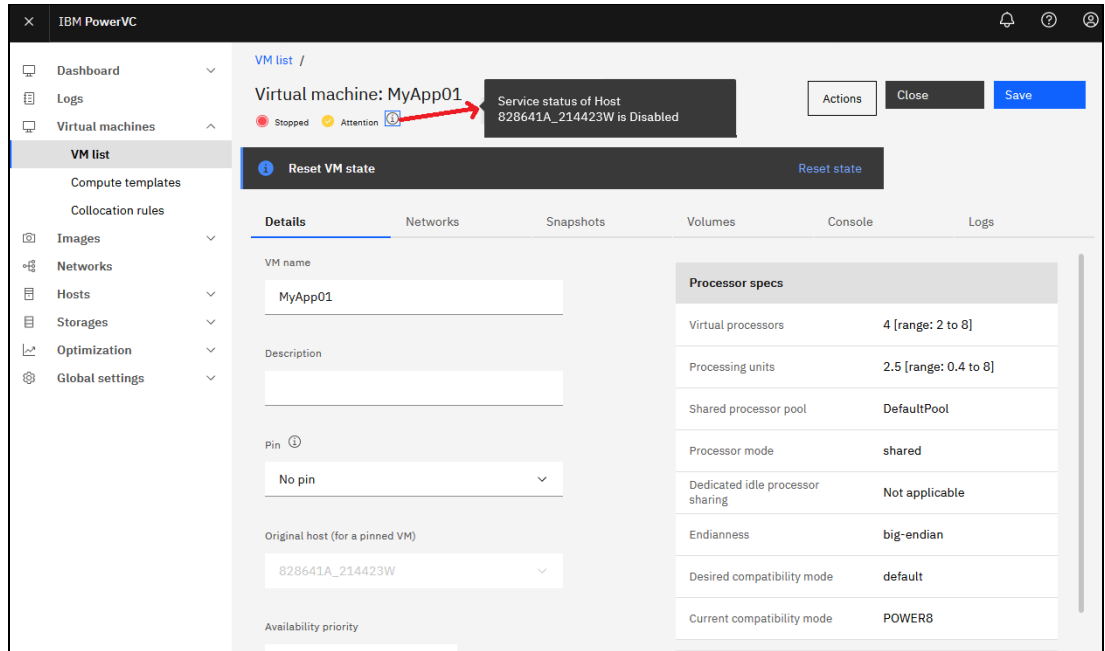 IBM PowerVC
Dashboard
Logs
Virtual machines
VM list
Compute templates
Collocation rules
Images
Networks
Hosts
Storages
Optimization
Global settings
VM list /
Virtual machine: MyApp01
Stopped
Attention
Service status of Host
828641A_214423W is Disabled
Actions
Close
Save
Reset VM state
Reset state
Details
Networks
Snapshots
Volumes
Console
Logs
VM name
MyApp01
Description
Pin
No pin
Original host (for a pinned VM)
828641A_214423W
Availability priority
Processor specs
Virtual processors
4 [range: 2 to 8]
Processing units
2.5 [range: 0.4 to 8]
Shared processor pool
DefaultPool
Processor mode
shared
Dedicated idle processor
sharing
Not applicable
Endianness
big-endian
Desired compatibility mode
default
Current compatibility mode
POWER8